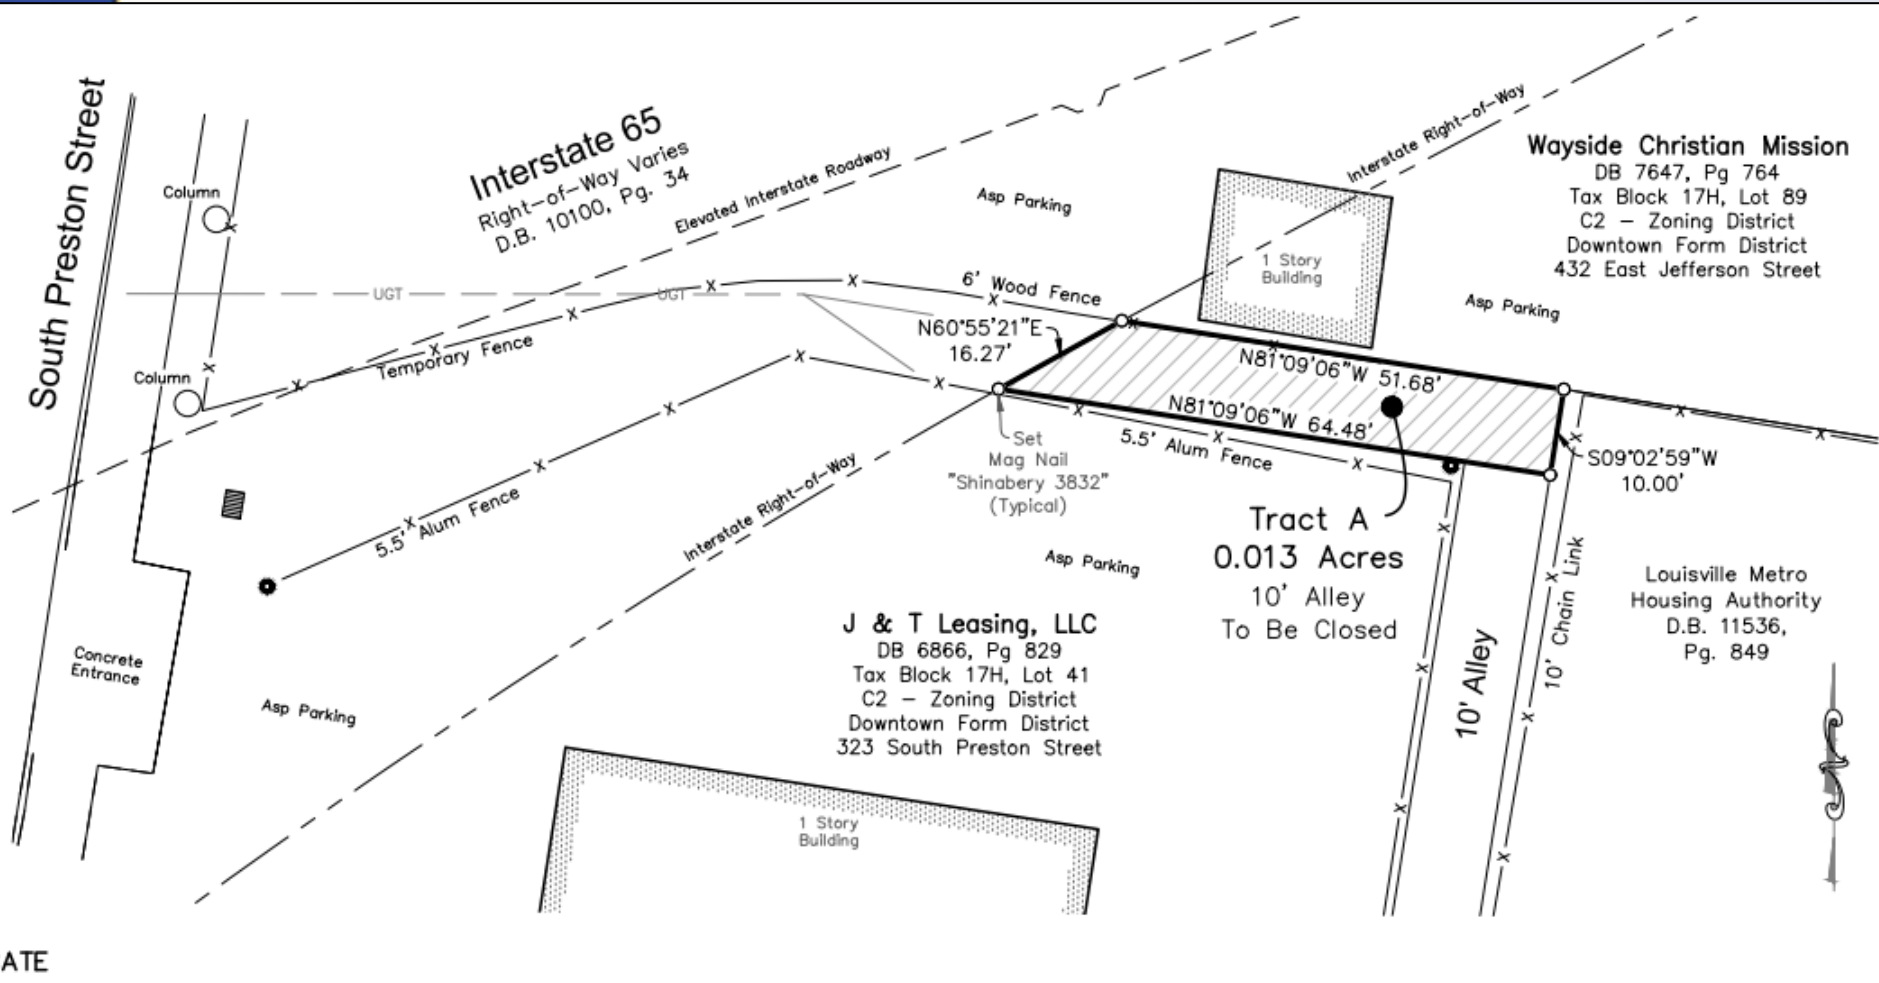 South Preston Street
Column
Column
Interstate 65
Right-of-Way Varies
D.B. 10100, Pg. 34
Elevated Interstate Roadway
Asp Parking
Interstate Right-of-Way
Wayside Christian Mission
DB 7647, Pg 764
Tax Block 17H, Lot 89
C2 - Zoning District
Downtown Form District
432 East Jefferson Street
1 Story
Building
Asp Parking
UGT
UGT
6' Wood Fence
N60°55'21"E
16.27'
Temporary Fence
N81°09'06"W 51.68'
N81°09'06"W 64.48'
5.5' Alum Fence
S09°02'59"W
10.00'
Set
Mag Nail
"Shinabery 3832"
(Typical)
5.5' Alum Fence
Interstate Right-of-Way
Asp Parking
Tract A
0.013 Acres
10' Alley
To Be Closed
10' Alley
10' Chain Link
Louisville Metro
Housing Authority
D.B. 11536,
Pg. 849
J & T Leasing, LLC
DB 6866, Pg 829
Tax Block 17H, Lot 41
C2 - Zoning District
Downtown Form District
323 South Preston Street
Concrete
Entrance
Asp Parking
1 Story
Building
ATE